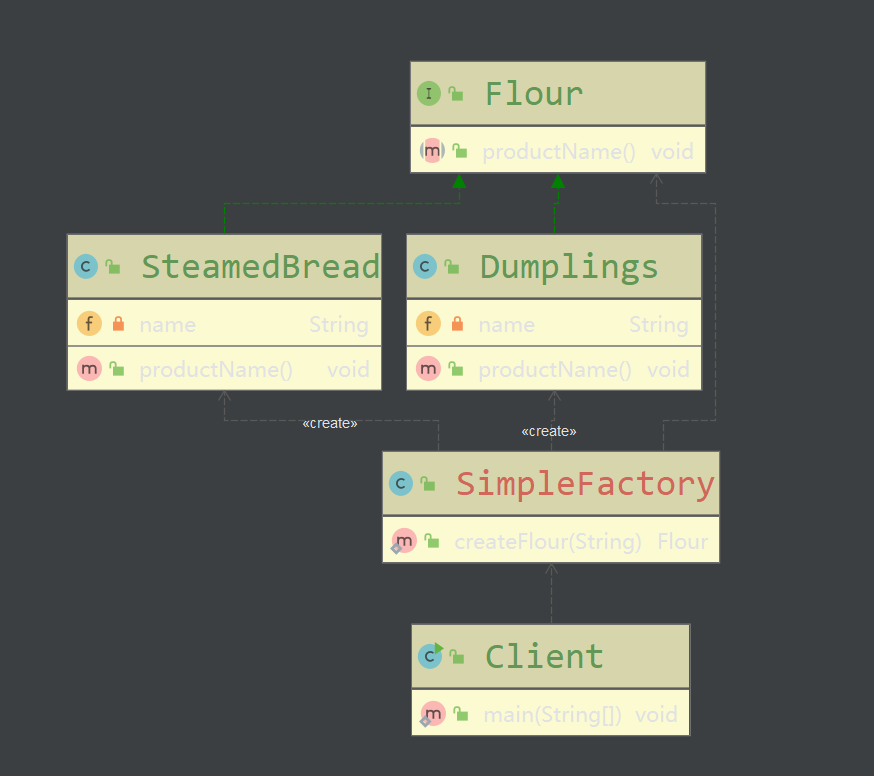 I Flour
m productName() void
C SteamedBread
f name String
m productName() void
C Dumplings
f name String
m productName() void
«create»
«create»
C SimpleFactory
m createFlour(String) Flour
C Client
m main(String[]) void